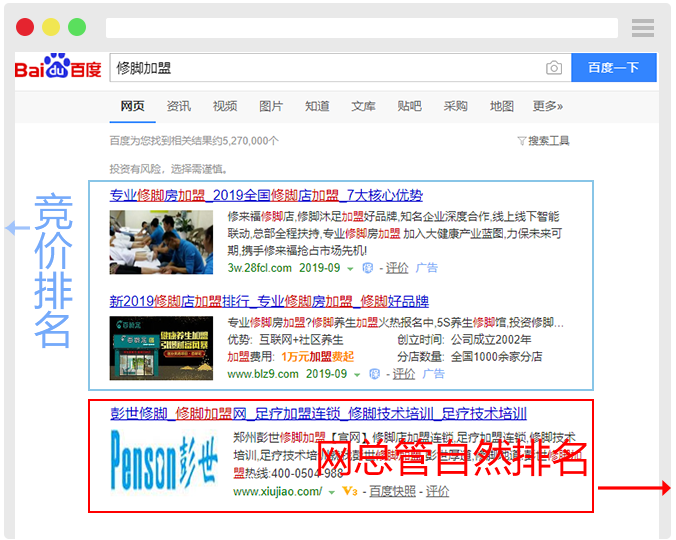 Bai du 百度
修脚加盟
百度一下
网页 资讯 视频 图片 知道 文库 贴吧 采购 地图 更多»
百度为您找到相关结果约5,270,000个
搜索工具
投资有风险，选择需谨慎。
竞价排名
专业修脚房加盟_2019全国修脚店加盟_7大核心优势
修来福修脚店,修脚沐足加盟好品牌,知名企业深度合作,线上线下智能
联动,总部全程扶持,专业修脚房加盟 加入大健康产业蓝图,力保未来可
期,携手修来福抢占市场先机!
3w.28fcl.com 2019-09 - 评价 广告
新2019修脚店加盟排行_专业修脚房加盟_修脚好品牌
健康养生加盟
专业修脚房加盟?修脚养生加盟火热报名中,5S养生修脚馆,投资修脚...
优势: 互联网+社区养生 创立时间: 公司成立2002年
加盟费用: 1万元加盟费起 分店数量: 全国1000余家分店
www.blz9.com 2019-09 - 评价 广告
彭世修脚_修脚加盟网_足疗加盟连锁_修脚技术培训_足疗技术培训
Penson彭世
郑州彭世修脚加盟【官网】修脚店加盟连锁,足疗加盟连锁,修脚技术
培训,足疗技术培训
盟热线:400-0504-988
网总管自然排名
www.xiujiao.com/ V3 - 百度快照 - 评价